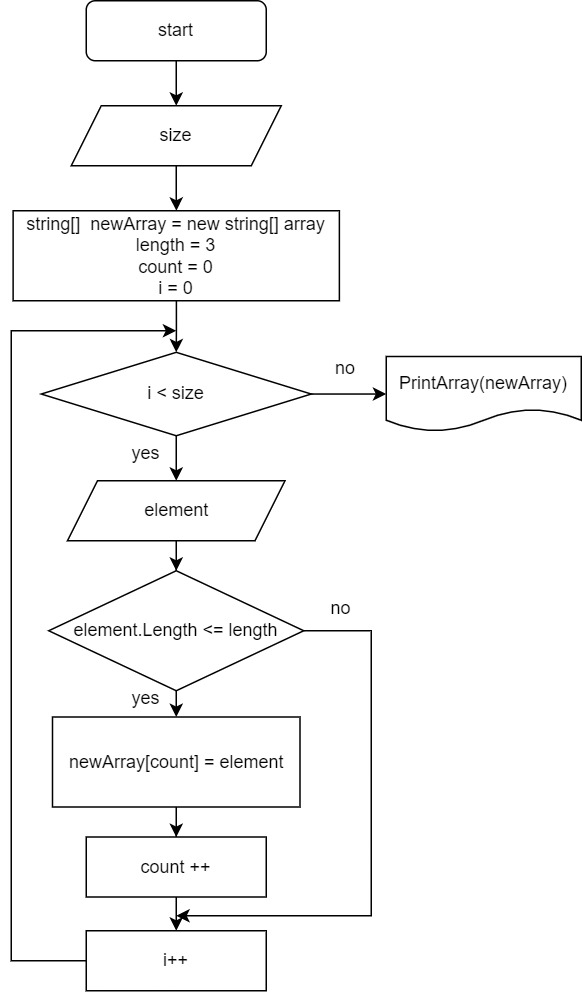 start
size
string[]  newArray = new string[] array
length = 3
count = 0
i = 0
i < size
no
PrintArray(newArray)
yes
element
element.Length <= length
no
yes
newArray[count] = element
count ++
i++